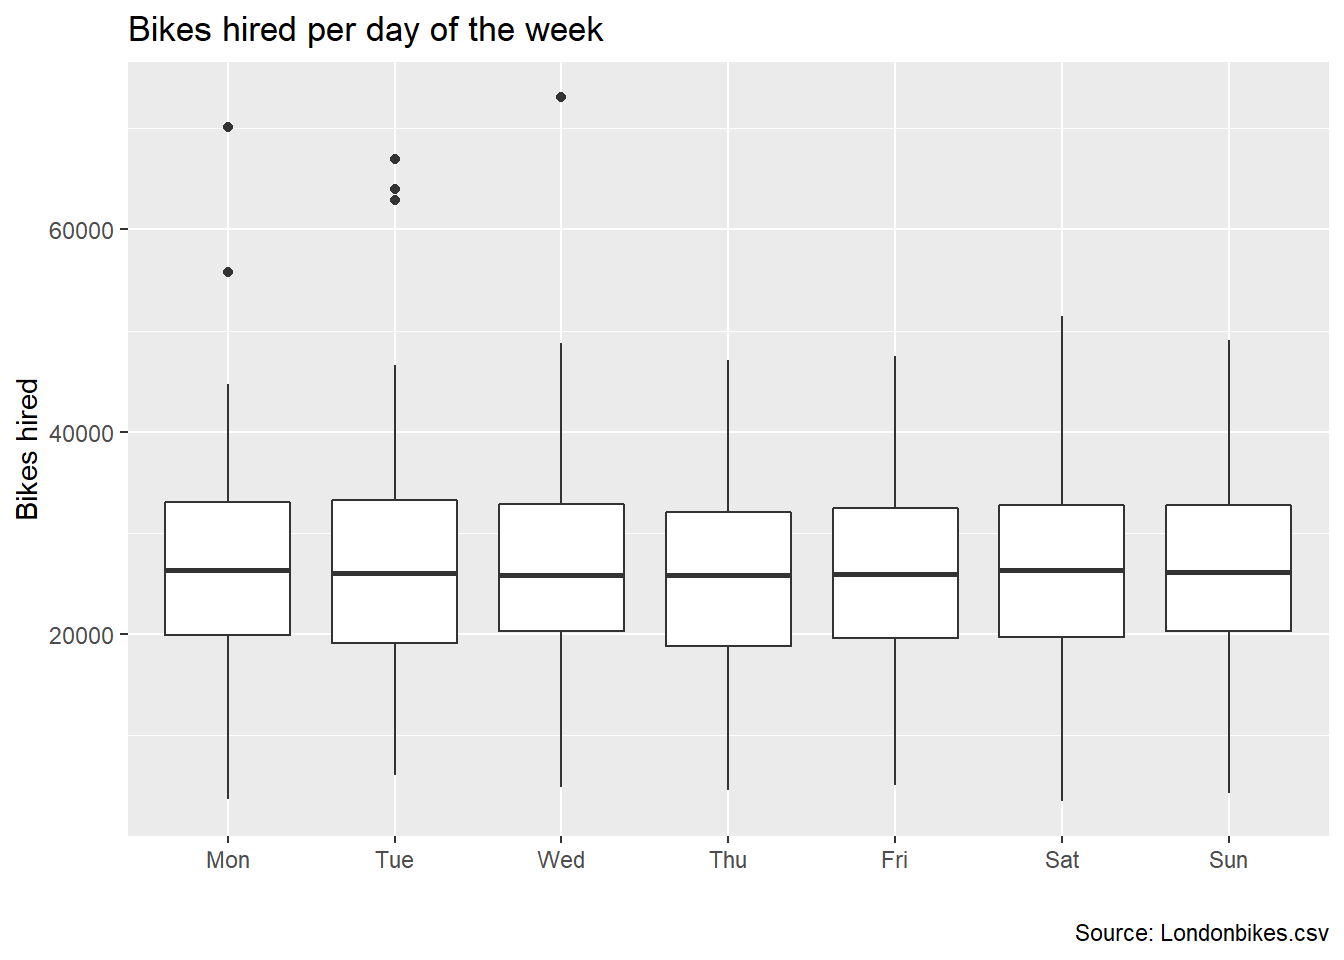 Bikes hired per day of the week
Bikes hired
60000
40000
20000
Mon Tue Wed Thu Fri Sat Sun
Source: Londonbikes.csv